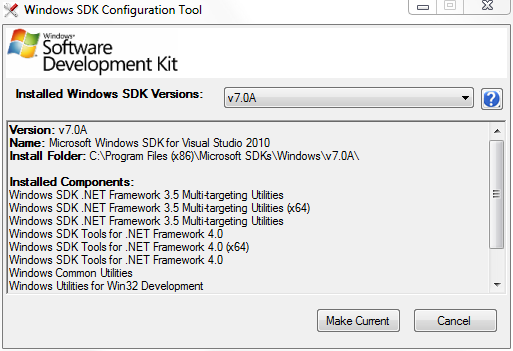 Windows SDK Configuration Tool
Windows®
Software
Development Kit
Installed Windows SDK Versions:
v7.0A
?
Version: v7.0A
Name: Microsoft Windows SDK for Visual Studio 2010
Install Folder: C:\Program Files (x86)\Microsoft SDKs\Windows\v7.0A\
Installed Components:
Windows SDK .NET Framework 3.5 Multi-targeting Utilities
Windows SDK .NET Framework 3.5 Multi-targeting Utilities (x64)
Windows SDK .NET Framework 3.5 Multi-targeting Utilities
Windows SDK Tools for .NET Framework 4.0
Windows SDK Tools for .NET Framework 4.0 (x64)
Windows SDK Tools for .NET Framework 4.0
Windows Common Utilities
Windows Utilities for Win32 Development
Make Current
Cancel